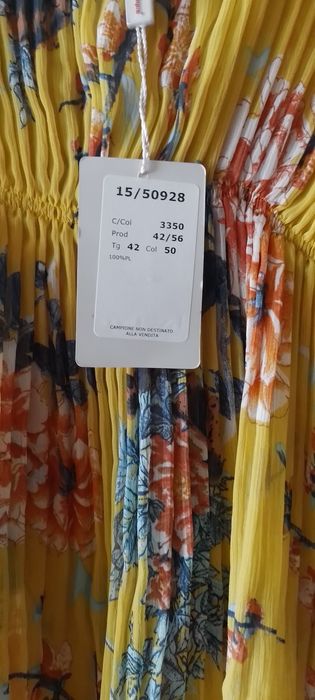 15/50928
C/Col 3350
Prod 42/56
Tg 42 Col 50
100%PL
CAMPIONE NON DESTINATO
ALLA VENDITA